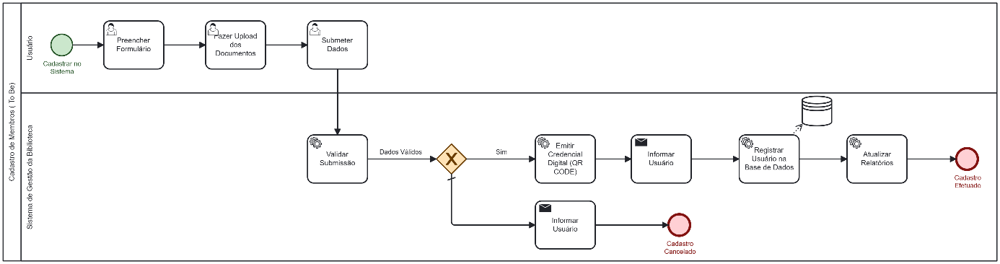 Cadastro de Membros ( To Be)
Usuário
Cadastrar no
Sistema
Preencher
Formulário
Fazer Upload
dos
Documentos
Submeter
Dados
Sistema de Gestão da Biblioteca
Validar
Submissão
Dados Válidos
X
Sim
Emitir
Credencial
Digital (QR
CODE)
Informar
Usuário
Registrar
Usuário na
Base de Dados
Atualizar
Relatórios
Cadastro
Efetuado
Informar
Usuário
Cadastro
Cancelado